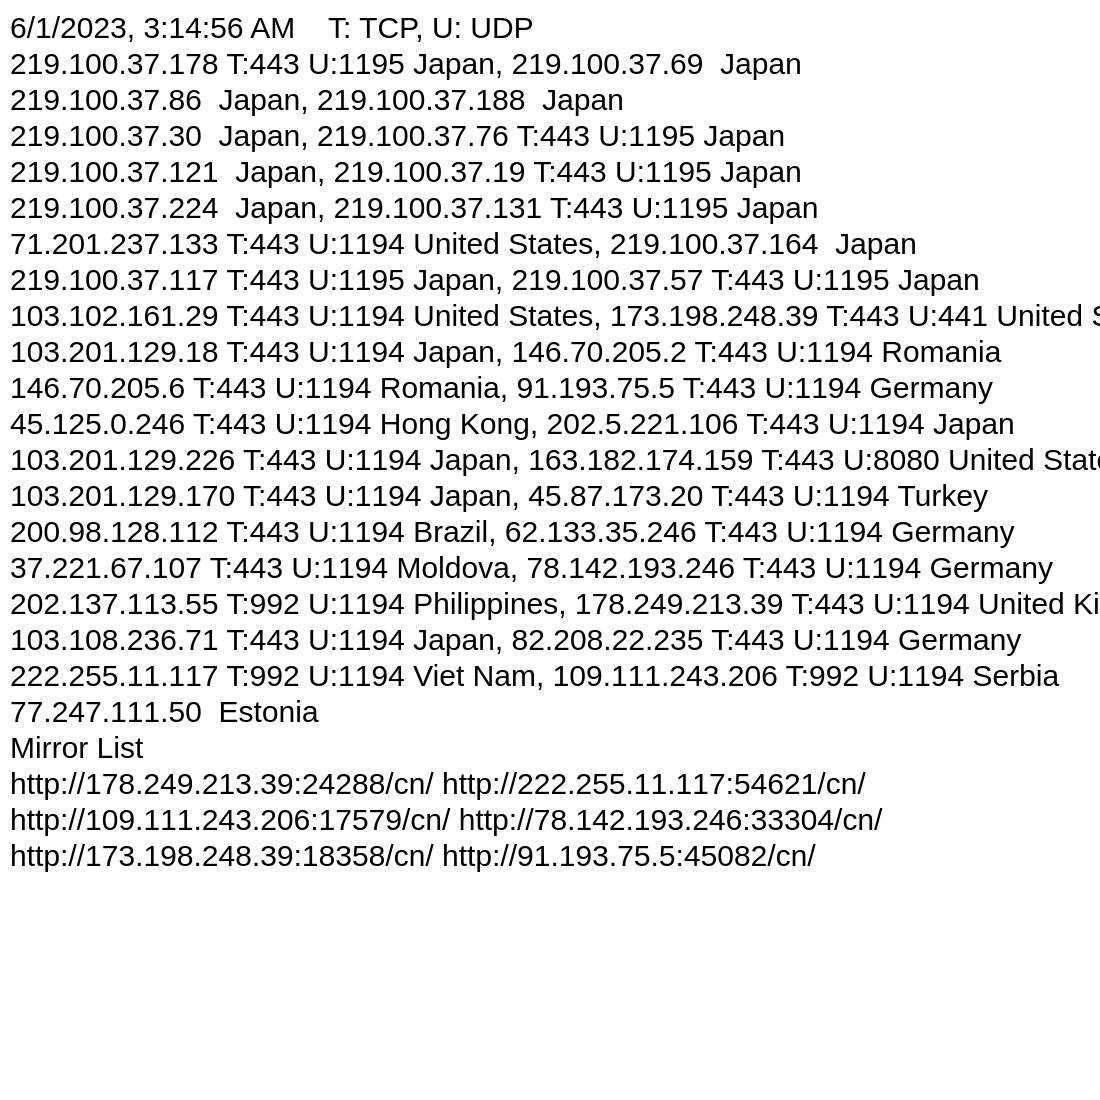 6/1/2023, 3:14:56 AM    T: TCP, U: UDP
219.100.37.178 T:443 U:1195 Japan, 219.100.37.69  Japan
219.100.37.86  Japan, 219.100.37.188  Japan
219.100.37.30  Japan, 219.100.37.76 T:443 U:1195 Japan
219.100.37.121  Japan, 219.100.37.19 T:443 U:1195 Japan
219.100.37.224  Japan, 219.100.37.131 T:443 U:1195 Japan
71.201.237.133 T:443 U:1194 United States, 219.100.37.164  Japan
219.100.37.117 T:443 U:1195 Japan, 219.100.37.57 T:443 U:1195 Japan
103.102.161.29 T:443 U:1194 United States, 173.198.248.39 T:443 U:441 United
103.201.129.18 T:443 U:1194 Japan, 146.70.205.2 T:443 U:1194 Romania
146.70.205.6 T:443 U:1194 Romania, 91.193.75.5 T:443 U:1194 Germany
45.125.0.246 T:443 U:1194 Hong Kong, 202.5.221.106 T:443 U:1194 Japan
103.201.129.226 T:443 U:1194 Japan, 163.182.174.159 T:443 U:8080 United
103.201.129.170 T:443 U:1194 Japan, 45.87.173.20 T:443 U:1194 Turkey
200.98.128.112 T:443 U:1194 Brazil, 62.133.35.246 T:443 U:1194 Germany
37.221.67.107 T:443 U:1194 Moldova, 78.142.193.246 T:443 U:1194 Germany
202.137.113.55 T:992 U:1194 Philippines, 178.249.213.39 T:443 U:1194 United
103.108.236.71 T:443 U:1194 Japan, 82.208.22.235 T:443 U:1194 Germany
222.255.11.117 T:992 U:1194 Viet Nam, 109.111.243.206 T:992 U:1194 Serbia
77.247.111.50  Estonia
Mirror List
http://178.249.213.39:24288/cn/ http://222.255.11.117:54621/cn/
http://109.111.243.206:17579/cn/ http://78.142.193.246:33304/cn/
http://173.198.248.39:18358/cn/ http://91.193.75.5:45082/cn/